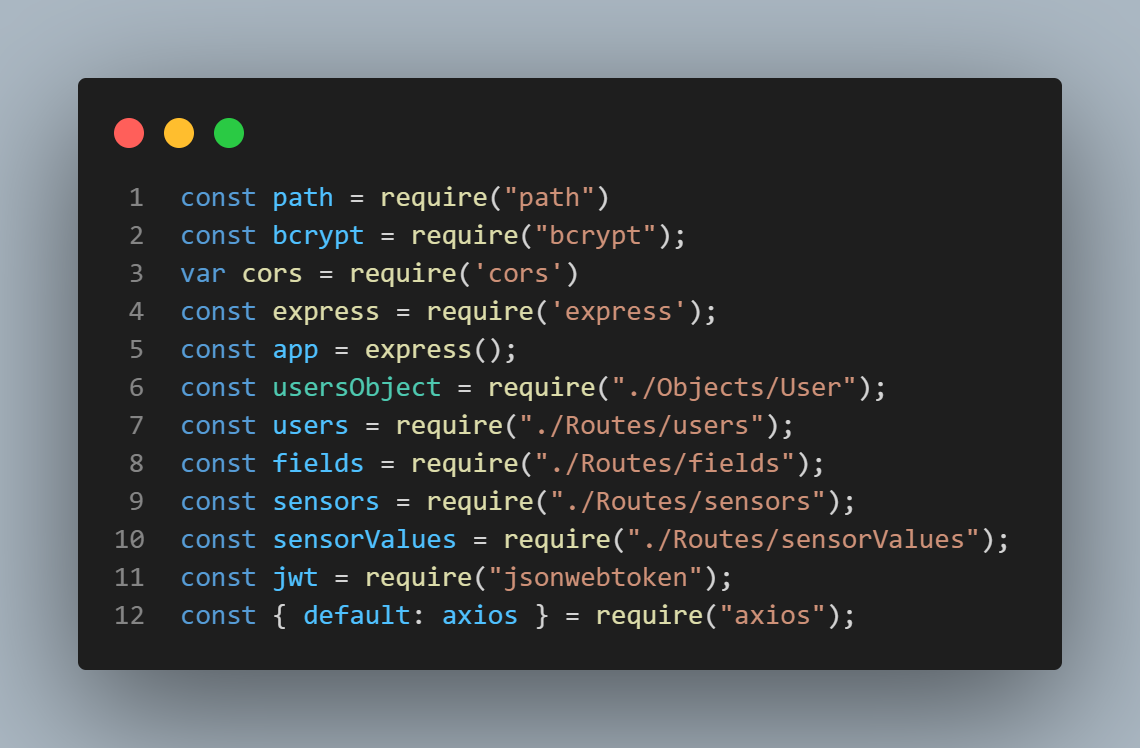 1 const path = require("path")
2 const bcrypt = require("bcrypt");
3 var cors = require('cors')
4 const express = require('express');
5 const app = express();
6 const usersObject = require("./Objects/User");
7 const users = require("./Routes/users");
8 const fields = require("./Routes/fields");
9 const sensors = require("./Routes/sensors");
10 const sensorValues = require("./Routes/sensorValues");
11 const jwt = require("jsonwebtoken");
12 const { default: axios } = require("axios");